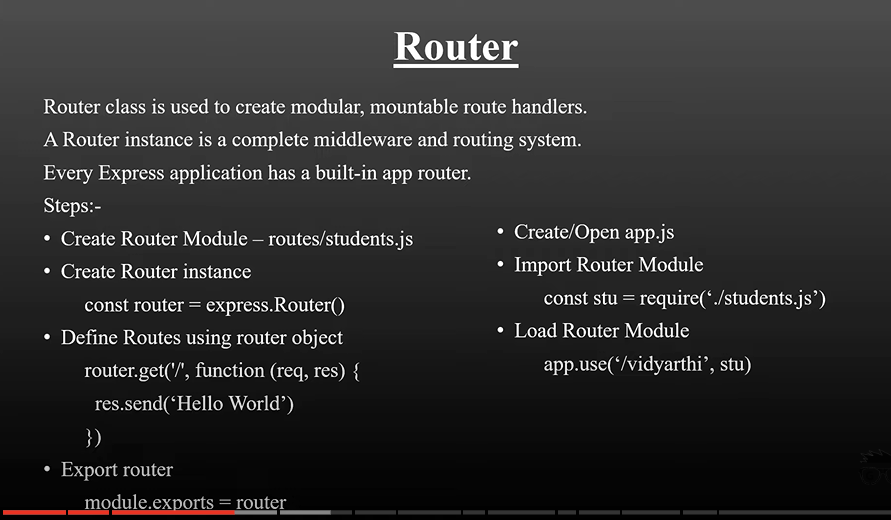 Router
Router class is used to create modular, mountable route handlers.
A Router instance is a complete middleware and routing system.
Every Express application has a built-in app router.
Steps:-
• Create Router Module – routes/students.js
• Create Router instance
const router = express.Router()
• Define Routes using router object
router.get('/', function (req, res) {
res.send(‘Hello World’)
})
• Export router
module.exports = router
• Create/Open app.js
• Import Router Module
const stu = require(‘./students.js’)
• Load Router Module
app.use(‘/vidyarthi’, stu)